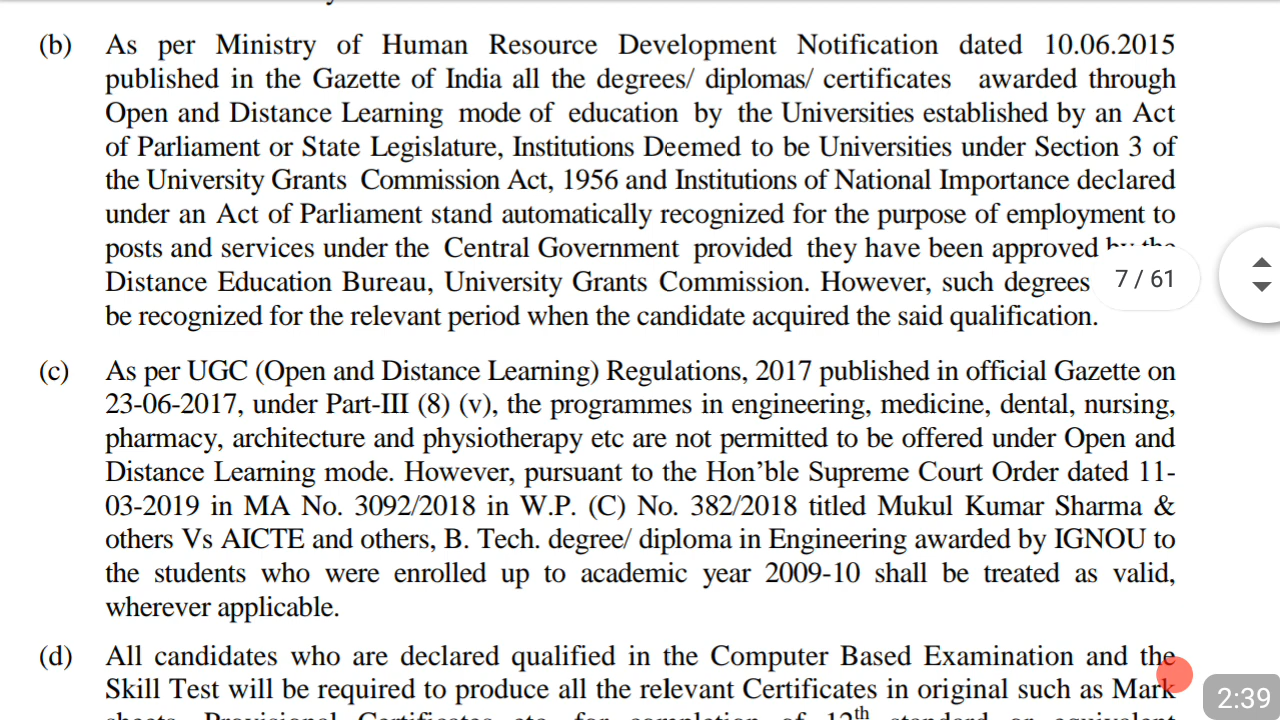 (b) As per Ministry of Human Resource Development Notification dated 10.06.2015
published in the Gazette of India all the degrees/ diplomas/ certificates awarded through
Open and Distance Learning mode of education by the Universities established by an Act
of Parliament or State Legislature, Institutions Deemed to be Universities under Section 3 of
the University Grants Commission Act, 1956 and Institutions of National Importance declared
under an Act of Parliament stand automatically recognized for the purpose of employment to
posts and services under the Central Government provided they have been approved by the
Distance Education Bureau, University Grants Commission. However, such degrees
7 / 61
be recognized for the relevant period when the candidate acquired the said qualification.
(c) As per UGC (Open and Distance Learning) Regulations, 2017 published in official Gazette on
23-06-2017, under Part-III (8) (v), the programmes in engineering, medicine, dental, nursing,
pharmacy, architecture and physiotherapy etc are not permitted to be offered under Open and
Distance Learning mode. However, pursuant to the Hon’ble Supreme Court Order dated 11-
03-2019 in MA No. 3092/2018 in W.P. (C) No. 382/2018 titled Mukul Kumar Sharma &
others Vs AICTE and others, B. Tech. degree/ diploma in Engineering awarded by IGNOU to
the students who were enrolled up to academic year 2009-10 shall be treated as valid,
wherever applicable.
(d) All candidates who are declared qualified in the Computer Based Examination and the
Skill Test will be required to produce all the relevant Certificates in original such as Mark
2:39
sheets, Provisional Certificates etc. for completion of 12th standard or equivalent